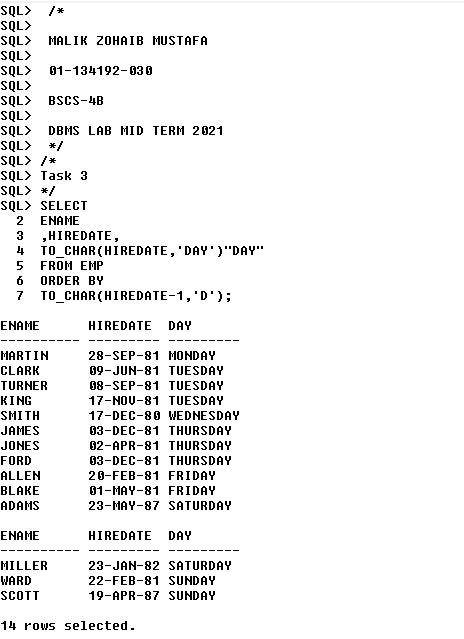 SQL> /*
SQL>
SQL> MALIK ZOHAIB MUSTAFA
SQL>
SQL> 01-134192-030
SQL>
SQL> BSCS-4B
SQL>
SQL> DBMS LAB MID TERM 2021
SQL> */
SQL> /*
SQL> Task 3
SQL> */
SQL> SELECT
2 ENAME
3 ,HIREDATE,
4 TO_CHAR(HIREDATE,'DAY')"DAY"
5 FROM EMP
6 ORDER BY
7 TO_CHAR(HIREDATE-1,'D');
ENAME HIREDATE DAY
---------- --------- ---------
MARTIN 28-SEP-81 MONDAY
CLARK 09-JUN-81 TUESDAY
TURNER 08-SEP-81 TUESDAY
KING 17-NOV-81 TUESDAY
SMITH 17-DEC-80 WEDNESDAY
JAMES 03-DEC-81 THURSDAY
JONES 02-APR-81 THURSDAY
FORD 03-DEC-81 THURSDAY
ALLEN 20-FEB-81 FRIDAY
BLAKE 01-MAY-81 FRIDAY
ADAMS 23-MAY-87 SATURDAY
ENAME HIREDATE DAY
---------- --------- ---------
MILLER 23-JAN-82 SATURDAY
WARD 22-FEB-81 SUNDAY
SCOTT 19-APR-87 SUNDAY
14 rows selected.